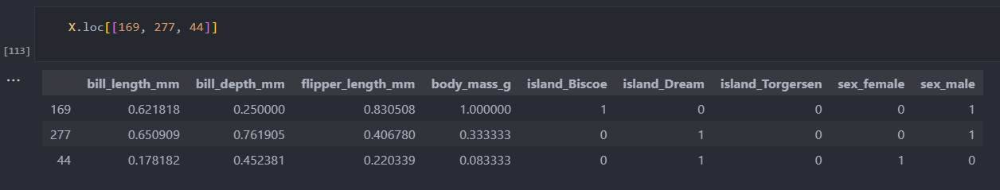 X.loc[[169, 277, 44]]
[113]
...
bill_length_mm bill_depth_mm flipper_length_mm body_mass_g island_Biscoe island_Dream island_Torgersen sex_female sex_male
169 0.621818 0.250000 0.830508 1.000000 1 0 0 0 1
277 0.650909 0.761905 0.406780 0.333333 0 1 0 0 1
44 0.178182 0.452381 0.220339 0.083333 0 1 0 1 0